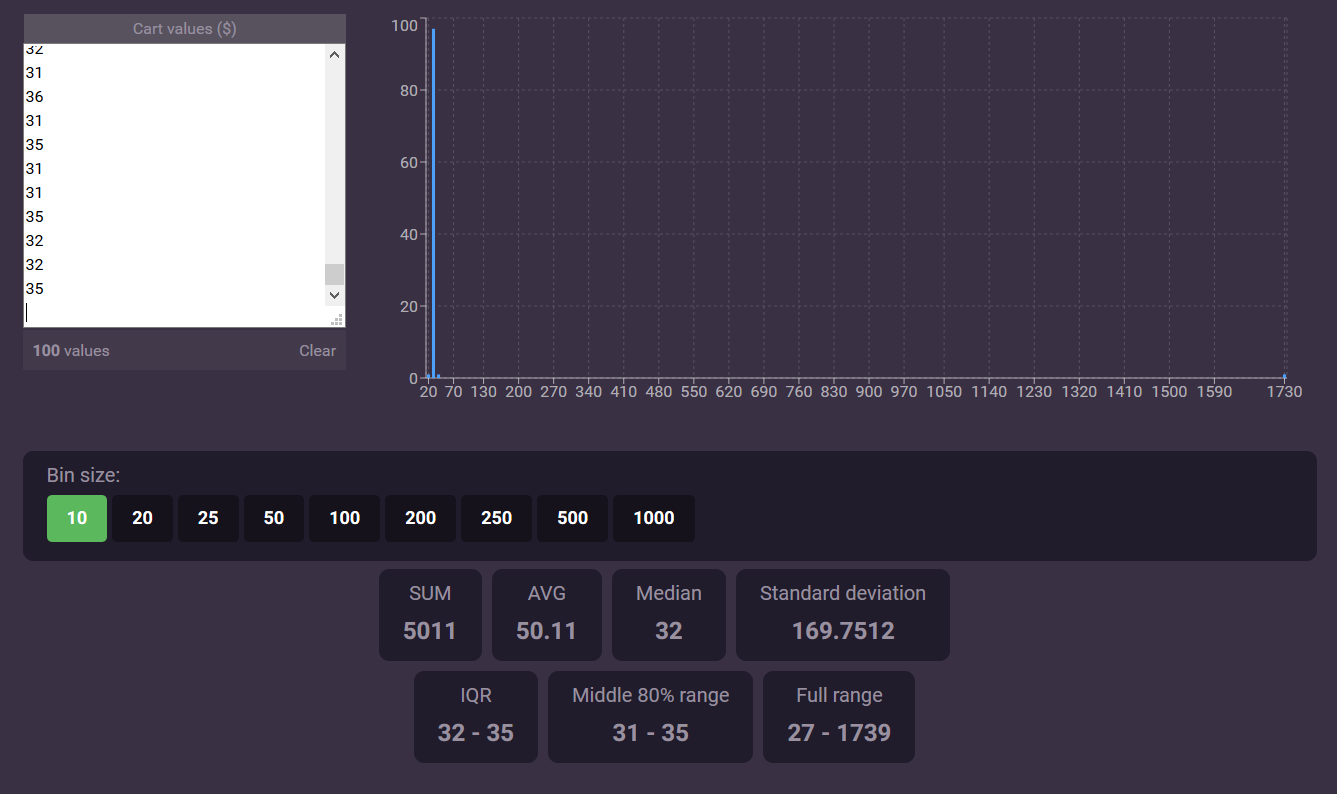 Cart values ($)
32
31
36
31
35
31
31
35
32
32
35
100 values Clear
100
80
60
40
20
0
20 70 130 200 270 340 410 480 550 620 690 760 830 900 970 1050 1140 1230 1320 1410 1500 1590 1730
Bin size:
10 20 25 50 100 200 250 500 1000
SUM AVG Median Standard deviation
5011 50.11 32 169.7512
IQR Middle 80% range Full range
32 - 35 31 - 35 27 - 1739